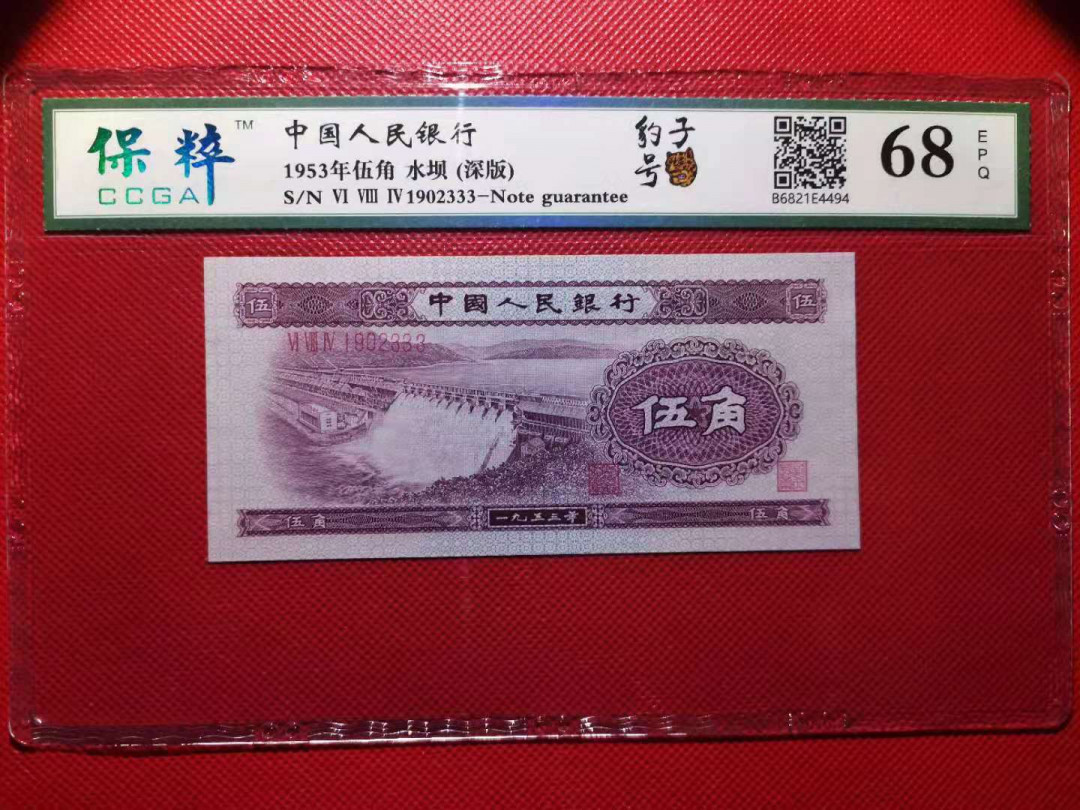 保粹 TM
CCGA
中国人民银行
1953年伍角 水坝 (深版)
S/N VI VIII IV 1902333-Note guarantee
豹子
号
B6821E4494
68
EPQ
伍 中國人民銀行 伍
VI VIII IV 1902333
伍角
伍角 一九五三年 伍角